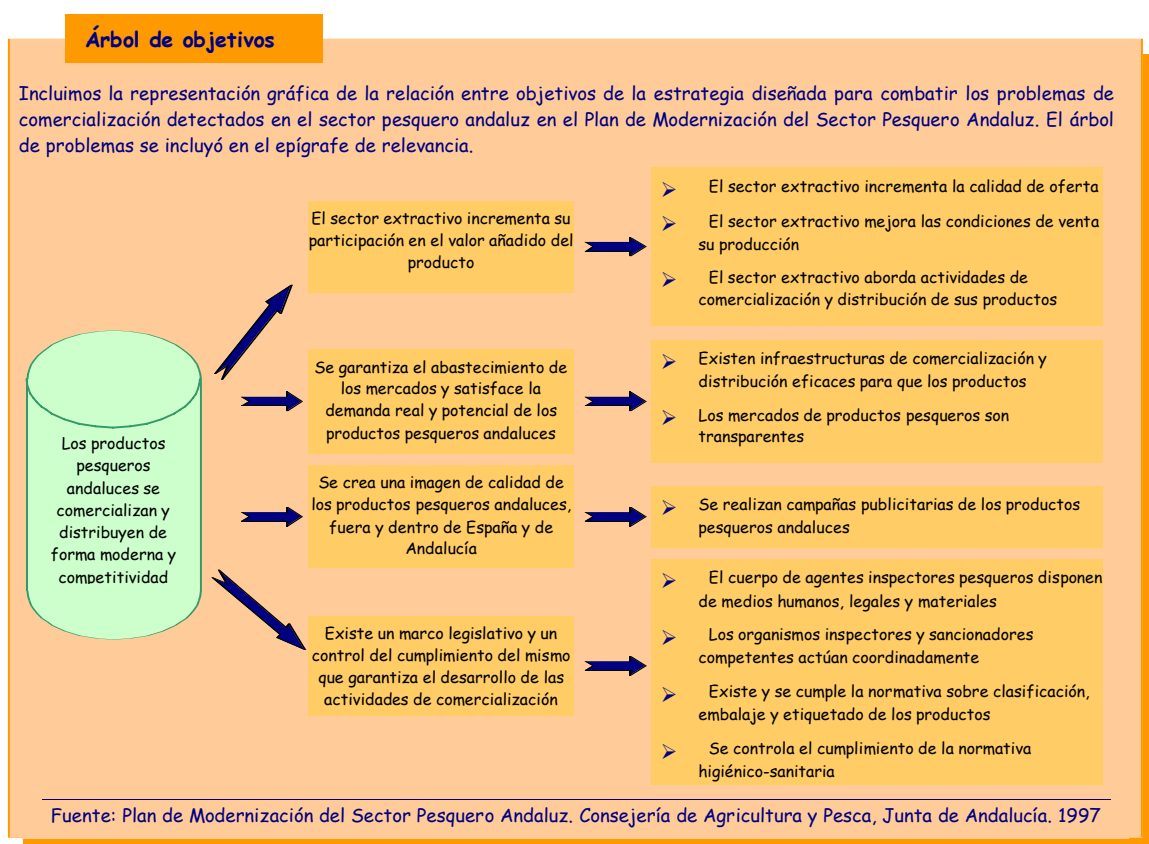 Árbol de objetivos
Incluimos la representación gráfica de la relación entre objetivos de la estrategia diseñada para combatir los problemas de
comercialización detectados en el sector pesquero andaluz en el Plan de Modernización del Sector Pesquero Andaluz. El árbol
de problemas se incluyó en el epígrafe de relevancia.
Los productos
pesqueros
andaluces se
comercializan y
distribuyen de
forma moderna y
competitividad
El sector extractivo incrementa su
participación en el valor añadido del
producto
El sector extractivo incrementa la calidad de oferta
El sector extractivo mejora las condiciones de venta
su producción
El sector extractivo aborda actividades de
comercialización y distribución de sus productos
Se garantiza el abastecimiento de
los mercados y satisface la
demanda real y potencial de los
productos pesqueros andaluces
Existen infraestructuras de comercialización y
distribución eficaces para que los productos
Los mercados de productos pesqueros son
transparentes
Se crea una imagen de calidad de
los productos pesqueros andaluces,
fuera y dentro de España y de
Andalucía
Se realizan campañas publicitarias de los productos
pesqueros andaluces
Existe un marco legislativo y un
control del cumplimiento del mismo
que garantiza el desarrollo de las
actividades de comercialización
El cuerpo de agentes inspectores pesqueros disponen
de medios humanos, legales y materiales
Los organismos inspectores y sancionadores
competentes actúan coordinadamente
Existe y se cumple la normativa sobre clasificación,
embalaje y etiquetado de los productos
Se controla el cumplimiento de la normativa
higiénico-sanitaria
Fuente: Plan de Modernización del Sector Pesquero Andaluz. Consejería de Agricultura y Pesca, Junta de Andalucía. 1997